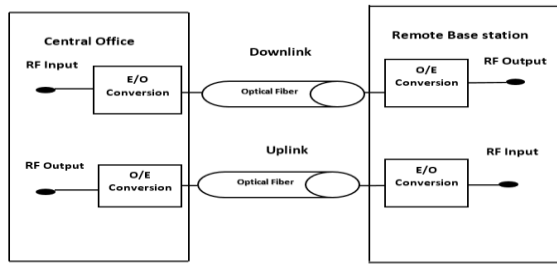 Central Office
Downlink
Remote Base station
RF Input
E/O
Conversion
Optical Fiber
O/E
Conversion
RF Output
Uplink
RF Output
O/E
Conversion
Optical Fiber
E/O
Conversion
RF Input